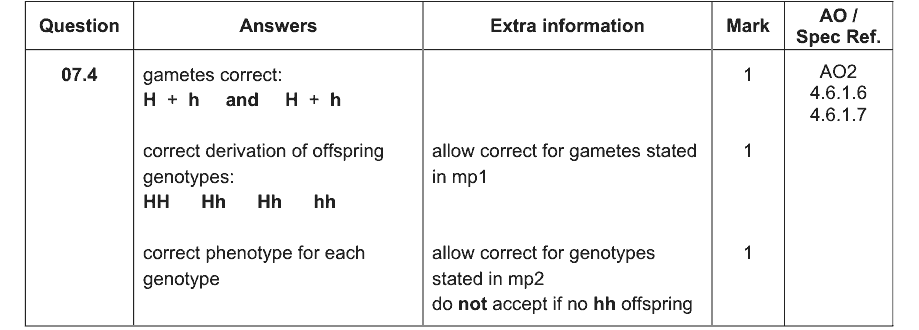 Question Answers Extra information Mark AO /
Spec Ref.
07.4 gametes correct: 1 AO2
H + h and H + h 4.6.1.6
4.6.1.7
correct derivation of offspring allow correct for gametes stated 1
genotypes: in mp1
HH Hh Hh hh
correct phenotype for each allow correct for genotypes 1
genotype stated in mp2
do not accept if no hh offspring